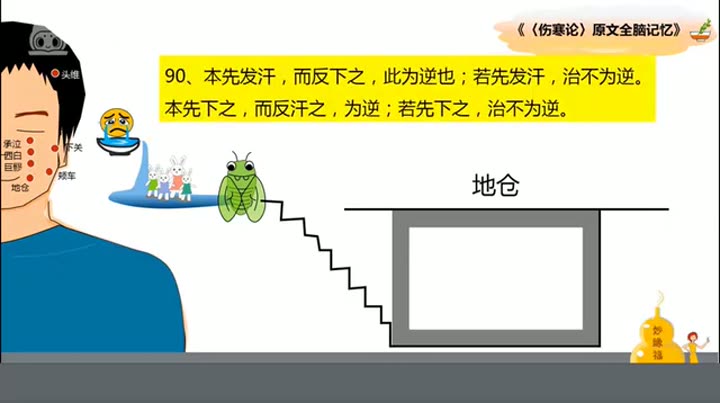 《〈伤寒论〉原文全脑记忆》
90、本先发汗，而反下之，此为逆也；若先发汗，治不为逆。
本先下之，而反汗之，为逆；若先下之，治不为逆。
头维
承泣
四白
巨髎
地仓
下关
颊车
地仓
妙
缘
福